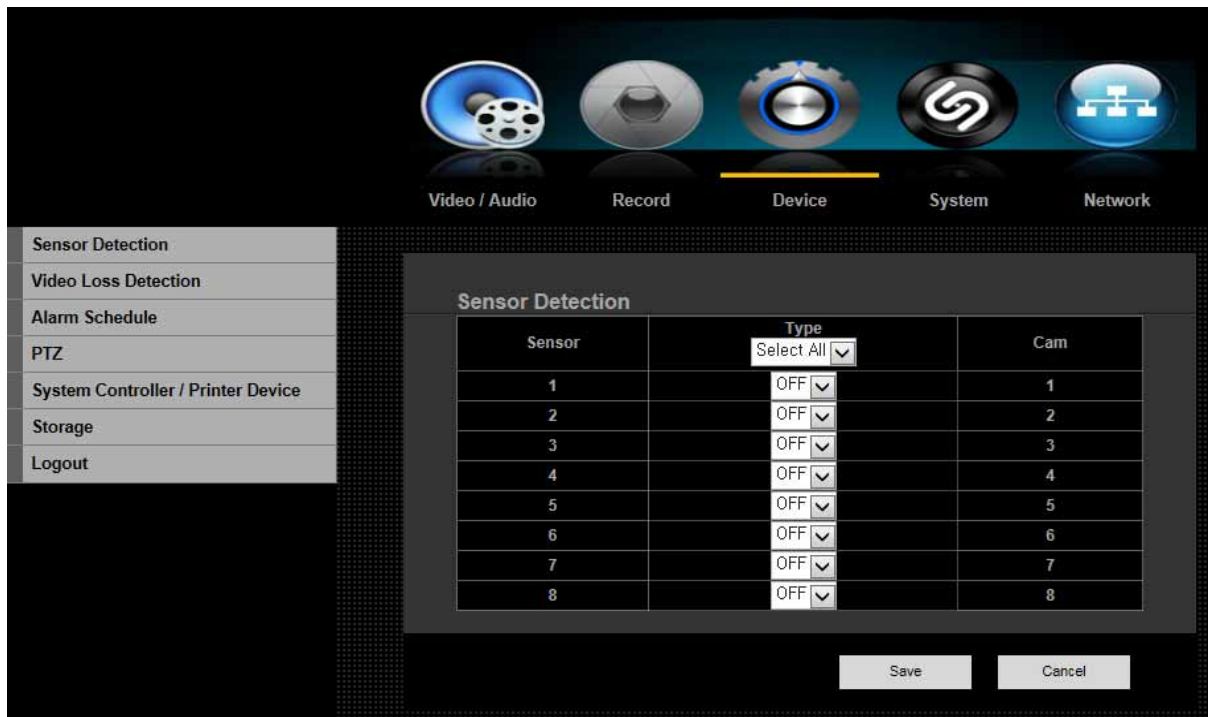 Video / Audio Record Device System Network
Sensor Detection
Video Loss Detection
Alarm Schedule
PTZ
System Controller / Printer Device
Storage
Logout
Sensor Detection
Sensor Type Cam
Select All
1 OFF 1
2 OFF 2
3 OFF 3
4 OFF 4
5 OFF 5
6 OFF 6
7 OFF 7
8 OFF 8
Save Cancel